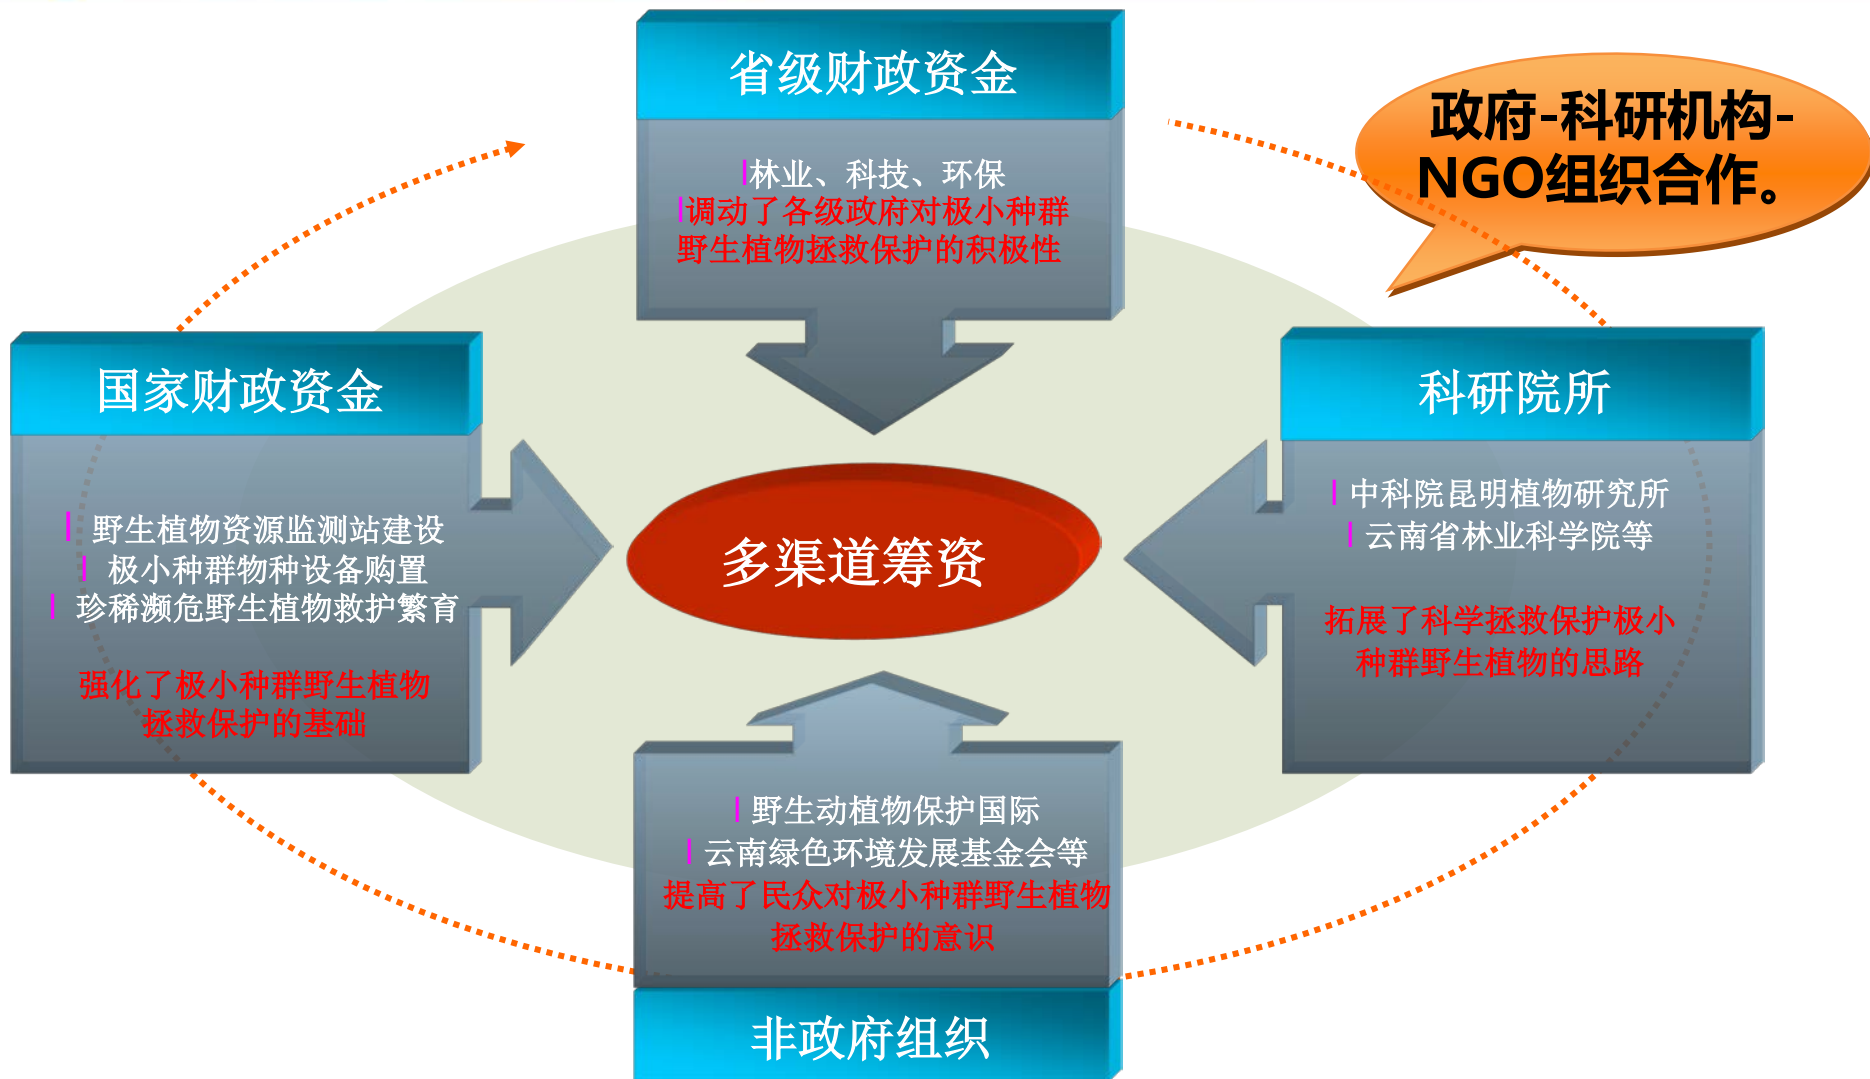 省级财政资金
林业、科技、环保
调动了各级政府对极小种群
野生植物拯救保护的积极性
政府-科研机构-
NGO组织合作。
国家财政资金
野生植物资源监测站建设
极小种群物种设备购置
珍稀濒危野生植物救护繁育
强化了极小种群野生植物
拯救保护的基础
多渠道筹资
科研院所
中科院昆明植物研究所
云南省林业科学院等
拓展了科学拯救保护极小
种群野生植物的思路
野生动植物保护国际
云南绿色环境发展基金会等
提高了民众对极小种群野生植物
拯救保护的意识
非政府组织